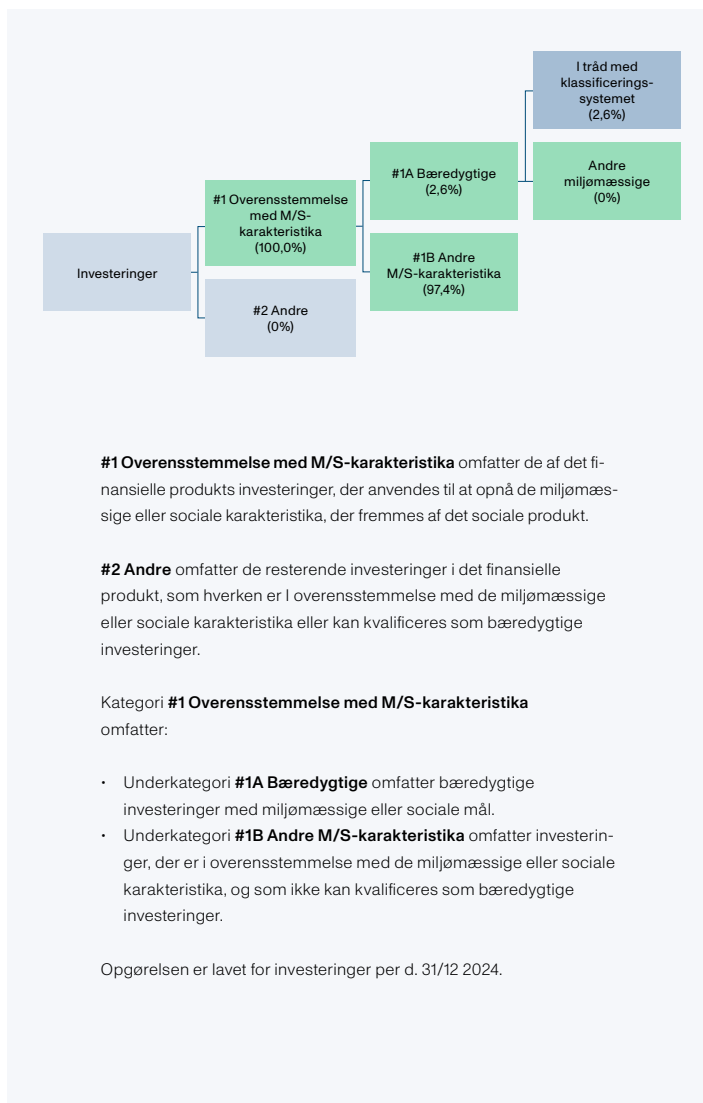 I tråd med
klassificerings-
systemet
(2,6%)
#1A Bæredygtige
(2,6%)
Andre
miljømæssige
(0%)
#1 Overensstemmelse
med M/S-
karakteristika
(100,0%)
#1B Andre
M/S-karakteristika
(97,4%)
Investeringer
#2 Andre
(0%)
#1 Overensstemmelse med M/S-karakteristika omfatter de af det fi-
nansielle produkts investeringer, der anvendes til at opnå de miljømæs-
sige eller sociale karakteristika, der fremmes af det sociale produkt.
#2 Andre omfatter de resterende investeringer i det finansielle
produkt, som hverken er I overensstemmelse med de miljømæssige
eller sociale karakteristika eller kan kvalificeres som bæredygtige
investeringer.
Kategori #1 Overensstemmelse med M/S-karakteristika
omfatter:
• Underkategori #1A Bæredygtige omfatter bæredygtige
investeringer med miljømæssige eller sociale mål.
• Underkategori #1B Andre M/S-karakteristika omfatter investerin-
ger, der er i overensstemmelse med de miljømæssige eller sociale
karakteristika, og som ikke kan kvalificeres som bæredygtige
investeringer.
Opgørelsen er lavet for investeringer per d. 31/12 2024.